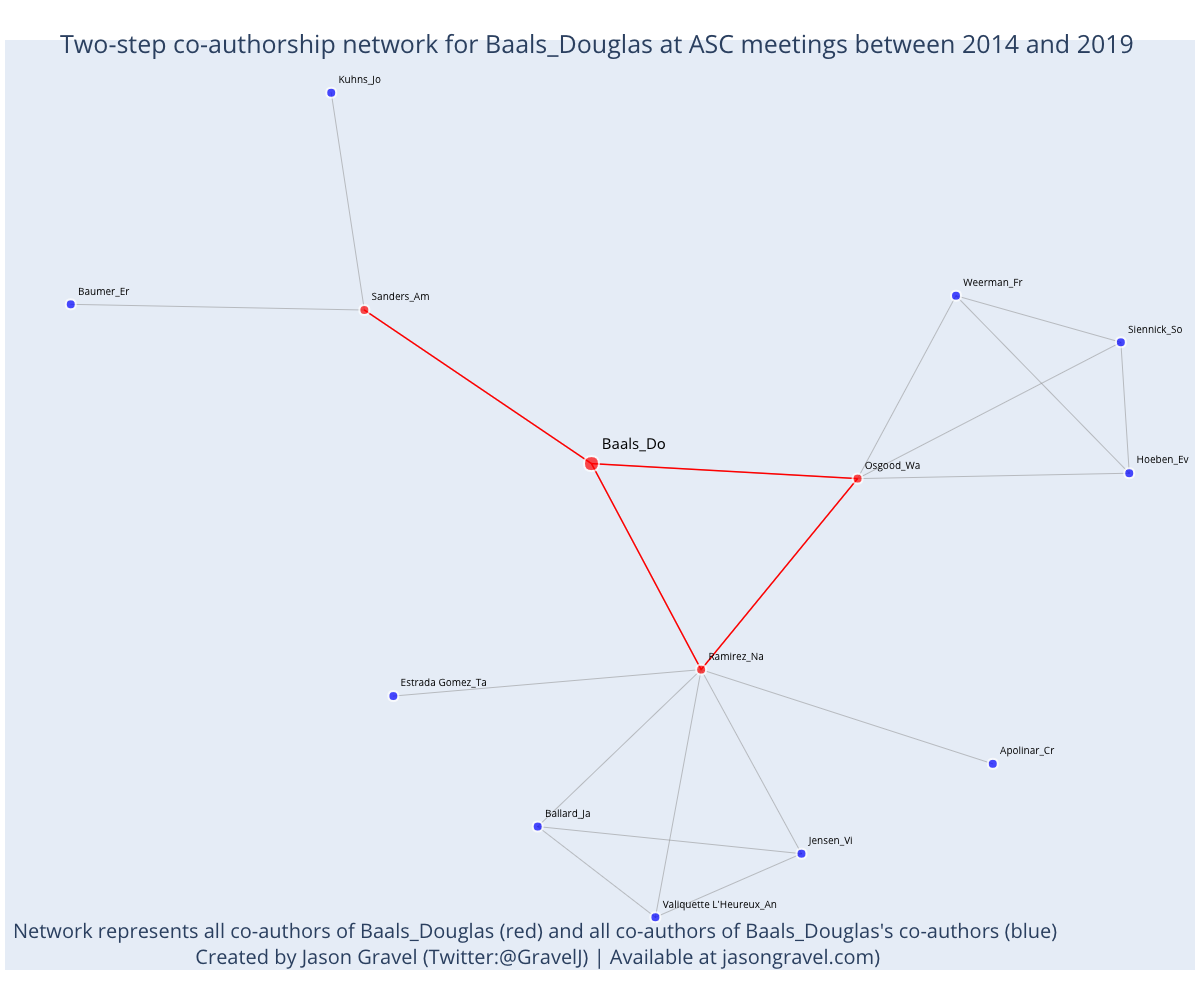 Two-step co-authorship network for Baals_Douglas at ASC meetings between 2014 and 2019
Kuhns_Jo
Baumer_Er
Sanders_Am
Weerman_Fr
Siennick_So
Baals_Do
Osgood_Wa
Hoeben_Ev
Ramirez_Na
Estrada Gomez_Ta
Apolinar_Cr
Ballard_Ja
Jensen_Vi
Valiquette L'Heureux_An
Network represents all co-authors of Baals_Douglas (red) and all co-authors of Baals_Douglas's co-authors (blue)
Created by Jason Gravel (Twitter:@GravelJ) | Available at jasongravel.com)